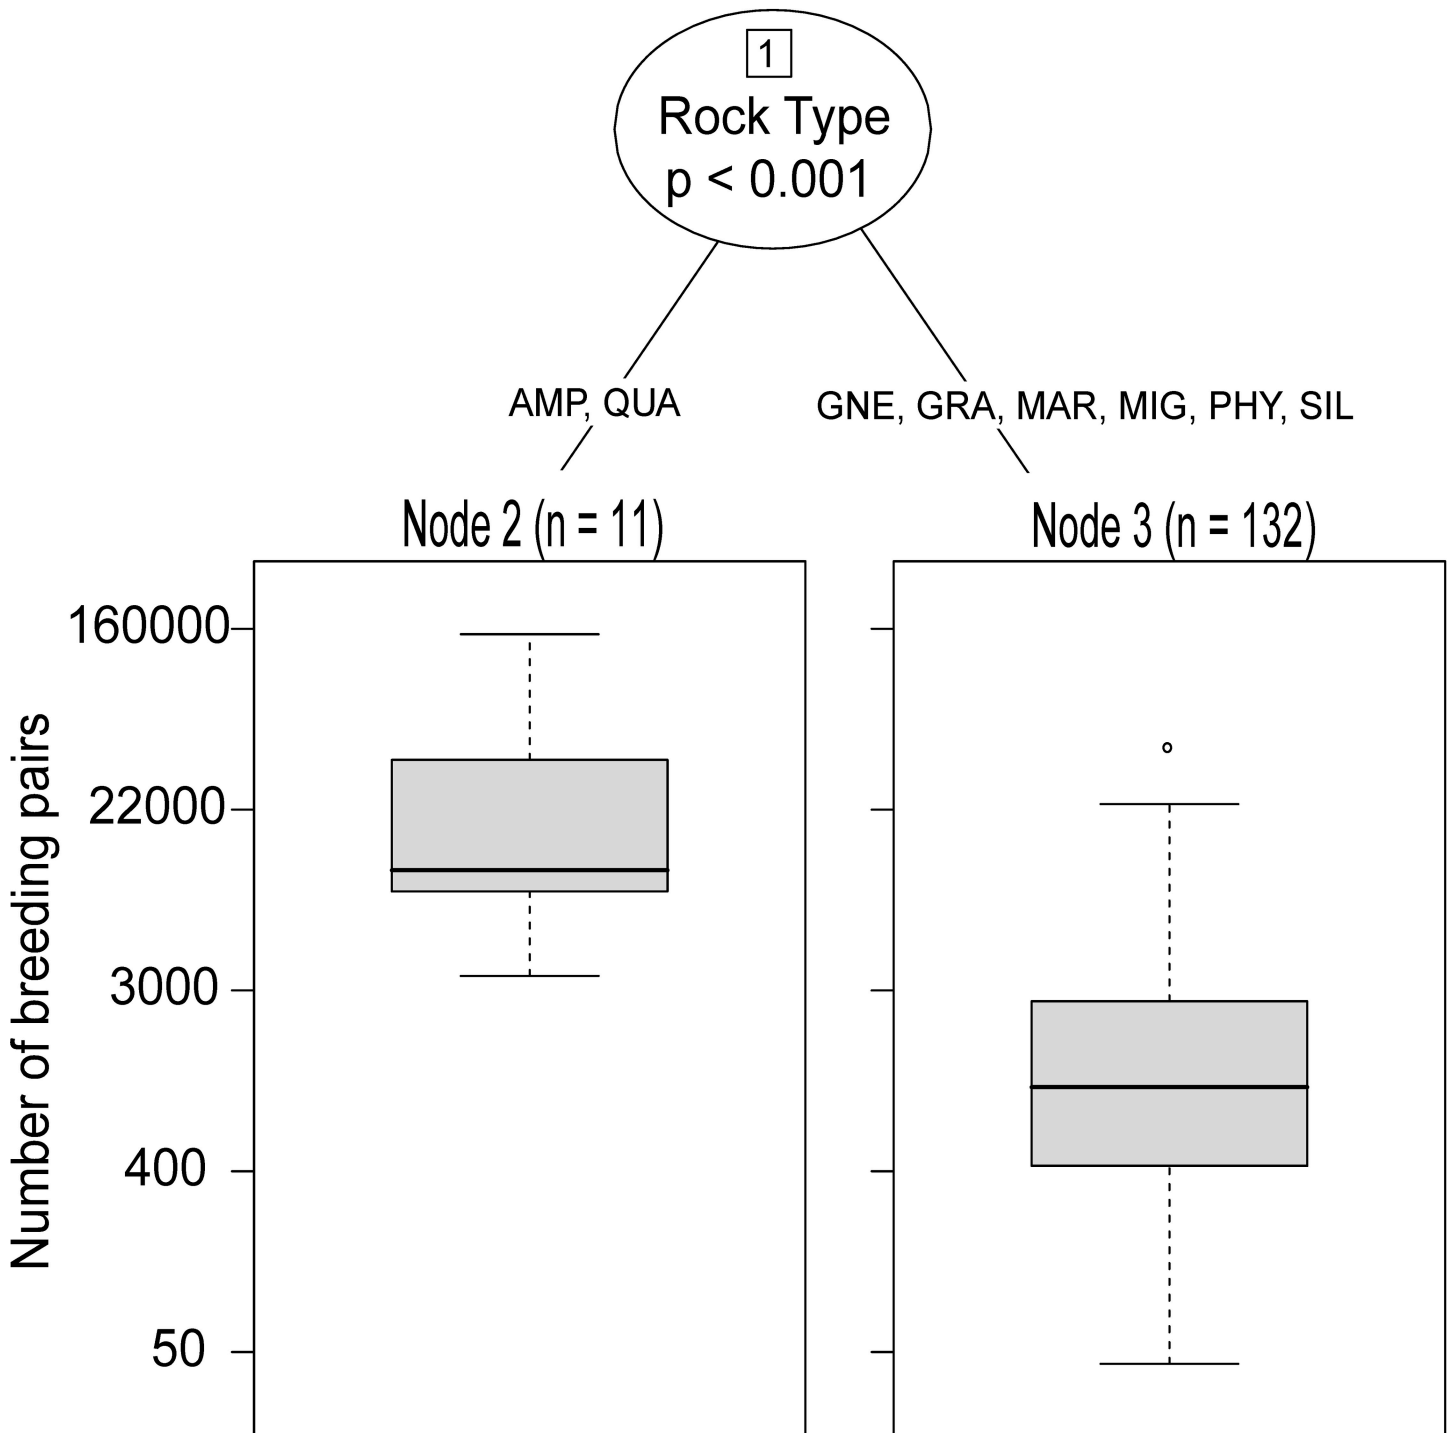 1
Rock Type
p < 0.001
AMP, QUA
GNE, GRA, MAR, MIG, PHY, SIL
Node 2 (n = 11)
Node 3 (n = 132)
Number of breeding pairs
160000
22000
3000
400
50